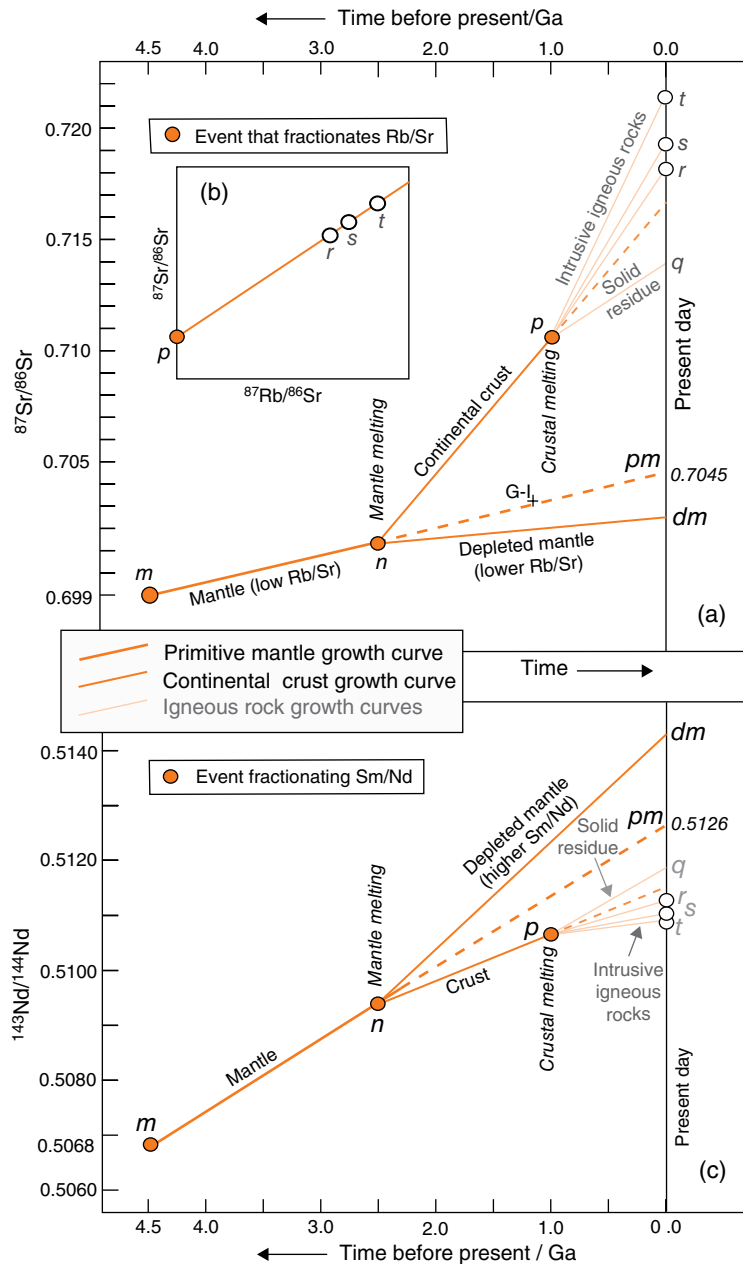 Time before present/Ga
4.5 4.0 3.0 2.0 1.0 0.0
Event that fractionates Rb/Sr
(b)
87Sr/86Sr
r s t
p
87Rb/86Sr
0.720
0.715
0.710
0.705
0.699
87Sr/86Sr
t
s
r
q
Intrusive igneous rocks
Solid
residue
p
Crustal melting
Continental crust
Mantle melting
Present day
pm 0.7045
G-I
dm
m
n
Mantle (low Rb/Sr)
Depleted mantle
(lower Rb/Sr)
(a)
Primitive mantle growth curve
Continental crust growth curve
Igneous rock growth curves
Time
0.5140
0.5120
0.5100
0.5080
0.5068
0.5060
143Nd/144Nd
Event fractionating Sm/Nd
dm
Depleted mantle
(higher Sm/Nd)
pm 0.5126
Solid
residue
q
r
s
t
p
Mantle melting
n
Crust
Crustal melting
Intrusive
igneous
rocks
Mantle
m
Present day
(c)
4.5 4.0 3.0 2.0 1.0 0.0
Time before present / Ga